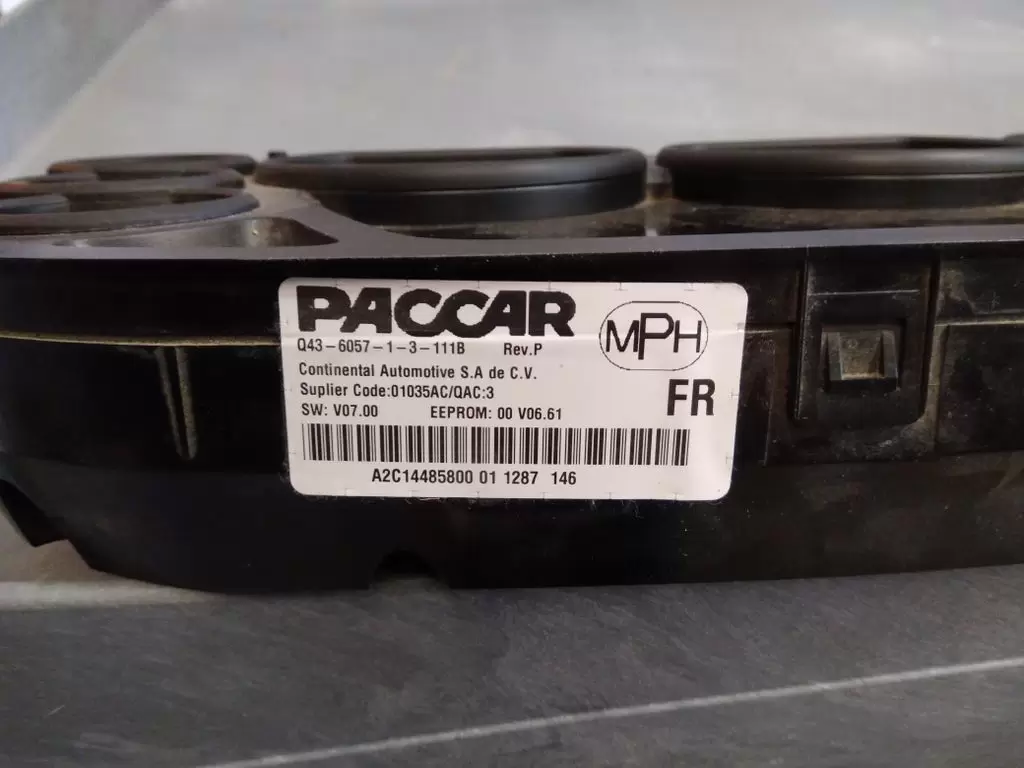 PACCAR
MPH
Q43-6057-1-3-111B Rev.P
Continental Automotive S.A de C.V.
Suplier Code:01035AC/QAC:3
FR
SW: V07.00 EEPROM: 00 V06.61
A2C14485800 01 1287 146